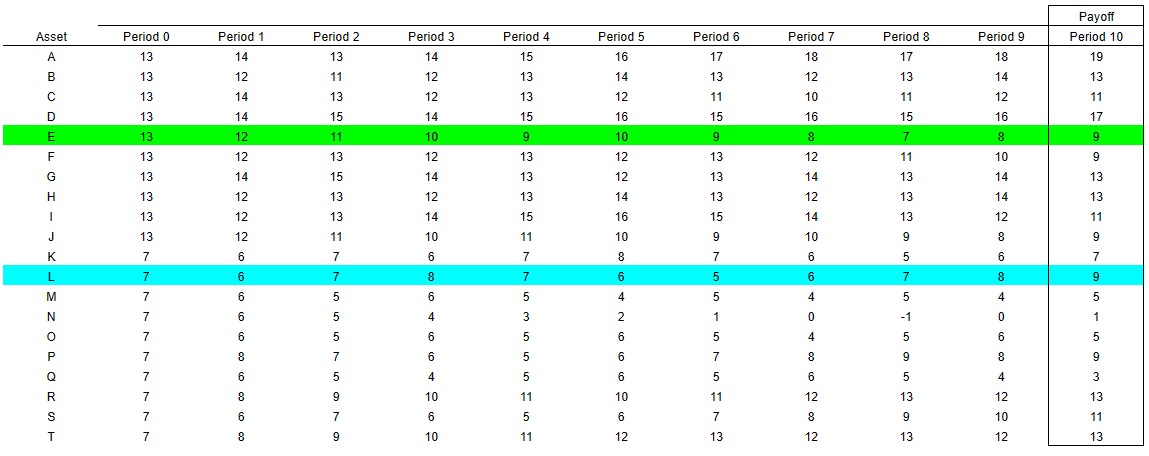 Payoff
Asset Period 0 Period 1 Period 2 Period 3 Period 4 Period 5 Period 6 Period 7 Period 8 Period 9 Period 10
A 13 14 13 14 15 16 17 18 17 18 19
B 13 12 11 12 13 14 13 12 13 14 13
C 13 14 13 12 13 12 11 10 11 12 11
D 13 14 15 14 15 16 15 16 15 16 17
E 13 12 11 10 9 10 9 8 7 8 9
F 13 12 13 12 13 12 13 12 11 10 9
G 13 14 15 14 13 12 13 14 13 14 13
H 13 12 13 12 13 14 13 12 13 14 13
I 13 12 13 14 15 16 15 14 13 12 11
J 13 12 11 10 11 10 9 10 9 8 9
K 7 6 7 6 7 8 7 6 5 6 7
L 7 6 7 8 7 6 5 6 7 8 9
M 7 6 5 6 5 4 5 4 5 4 5
N 7 6 5 4 3 2 1 0 -1 0 1
O 7 6 5 6 5 6 5 4 5 6 5
P 7 8 7 6 5 6 7 8 9 8 9
Q 7 6 5 4 5 6 5 6 5 4 3
R 7 8 9 10 11 10 11 12 13 12 13
S 7 6 7 6 5 6 7 8 9 10 11
T 7 8 9 10 11 12 13 12 13 12 13